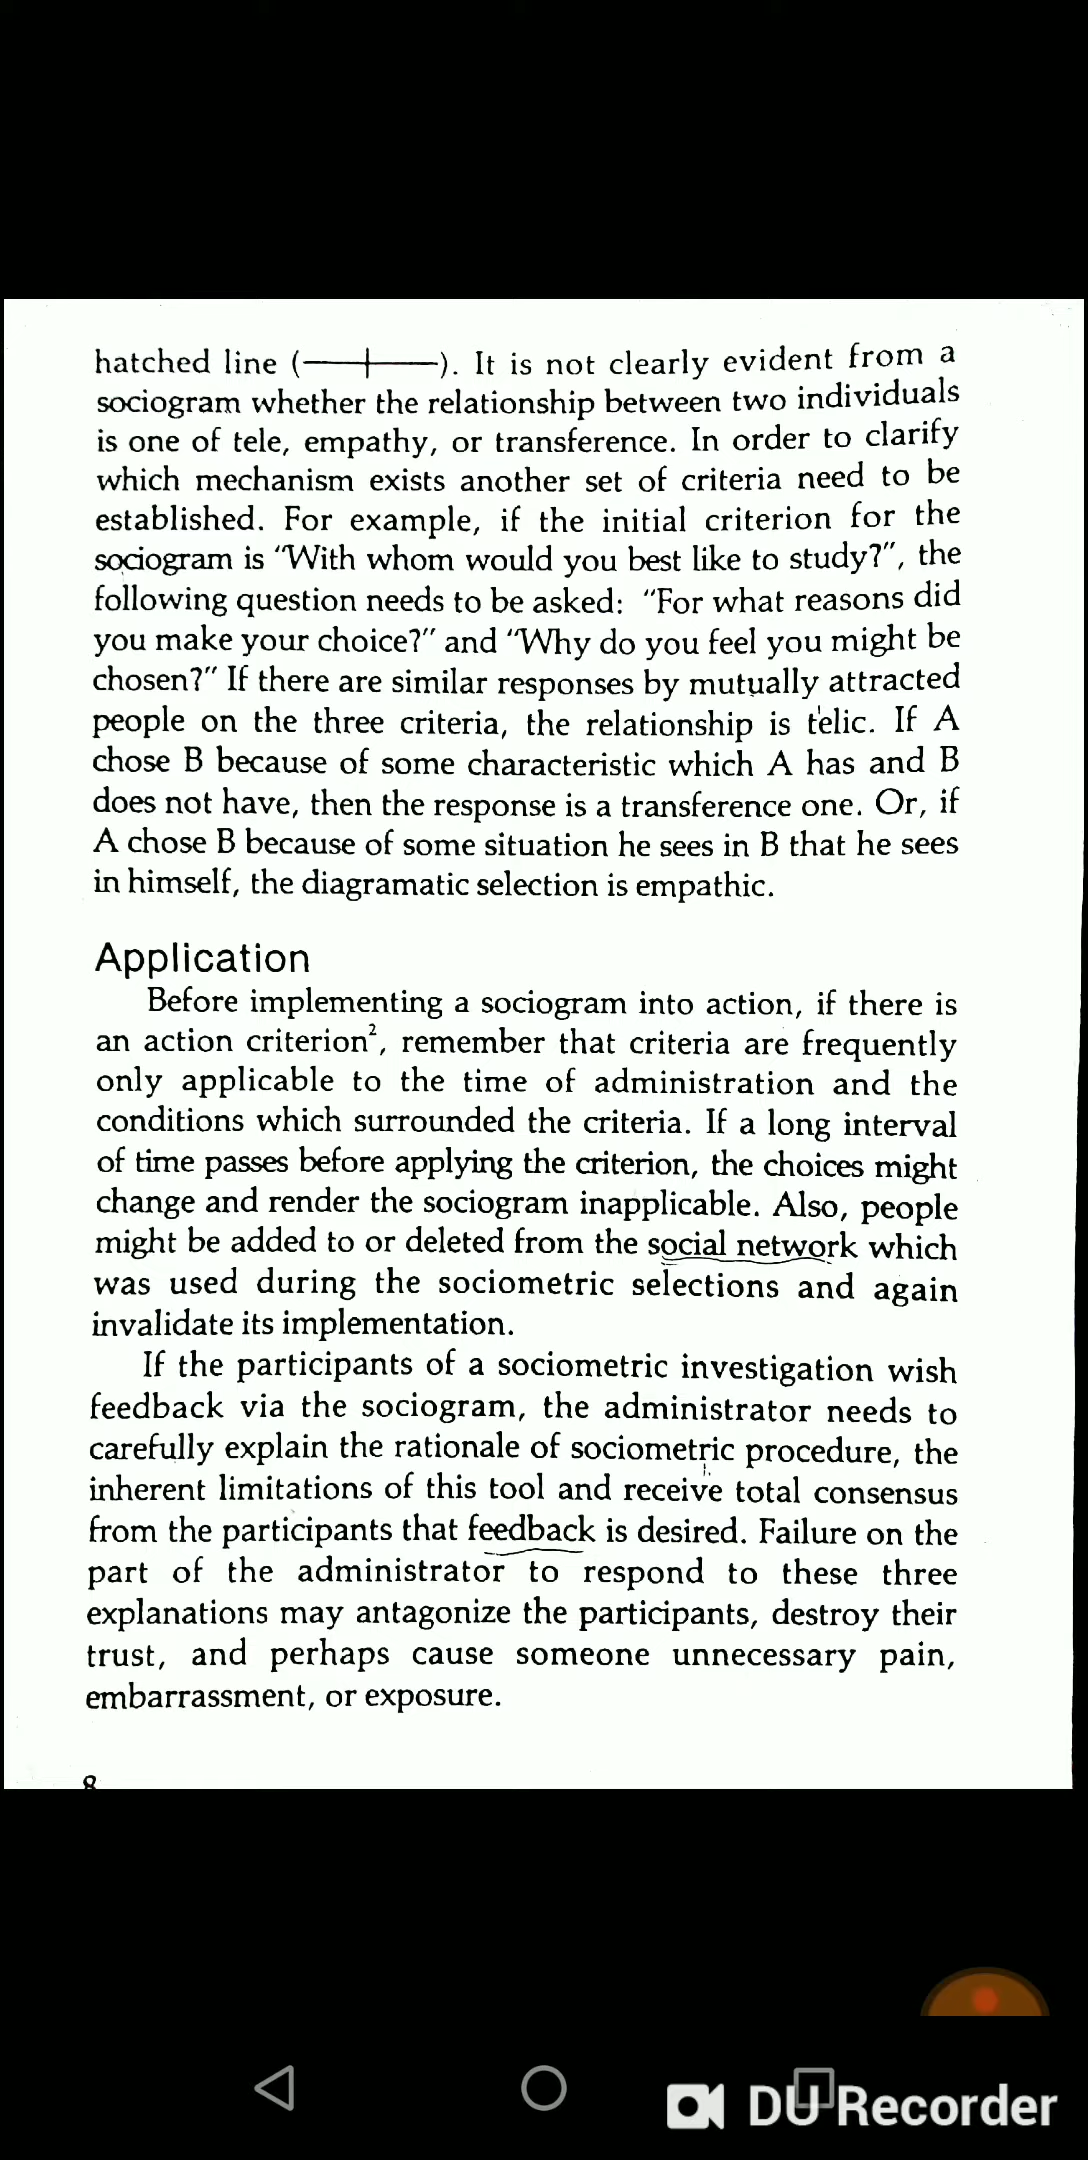 hatched line (——|——). It is not clearly evident from a
sociogram whether the relationship between two individuals
is one of tele, empathy, or transference. In order to clarify
which mechanism exists another set of criteria need to be
established. For example, if the initial criterion for the
sociogram is "With whom would you best like to study?", the
following question needs to be asked: "For what reasons did
you make your choice?" and "Why do you feel you might be
chosen?" If there are similar responses by mutually attracted
people on the three criteria, the relationship is telic. If A
chose B because of some characteristic which A has and B
does not have, then the response is a transference one. Or, if
A chose B because of some situation he sees in B that he sees
in himself, the diagramatic selection is empathic.
Application
Before implementing a sociogram into action, if there is
an action criterion², remember that criteria are frequently
only applicable to the time of administration and the
conditions which surrounded the criteria. If a long interval
of time passes before applying the criterion, the choices might
change and render the sociogram inapplicable. Also, people
might be added to or deleted from the social network which
was used during the sociometric selections and again
invalidate its implementation.
If the participants of a sociometric investigation wish
feedback via the sociogram, the administrator needs to
carefully explain the rationale of sociometric procedure, the
inherent limitations of this tool and receive total consensus
from the participants that feedback is desired. Failure on the
part of the administrator to respond to these three
explanations may antagonize the participants, destroy their
trust, and perhaps cause someone unnecessary pain,
embarrassment, or exposure.
8
DU Recorder